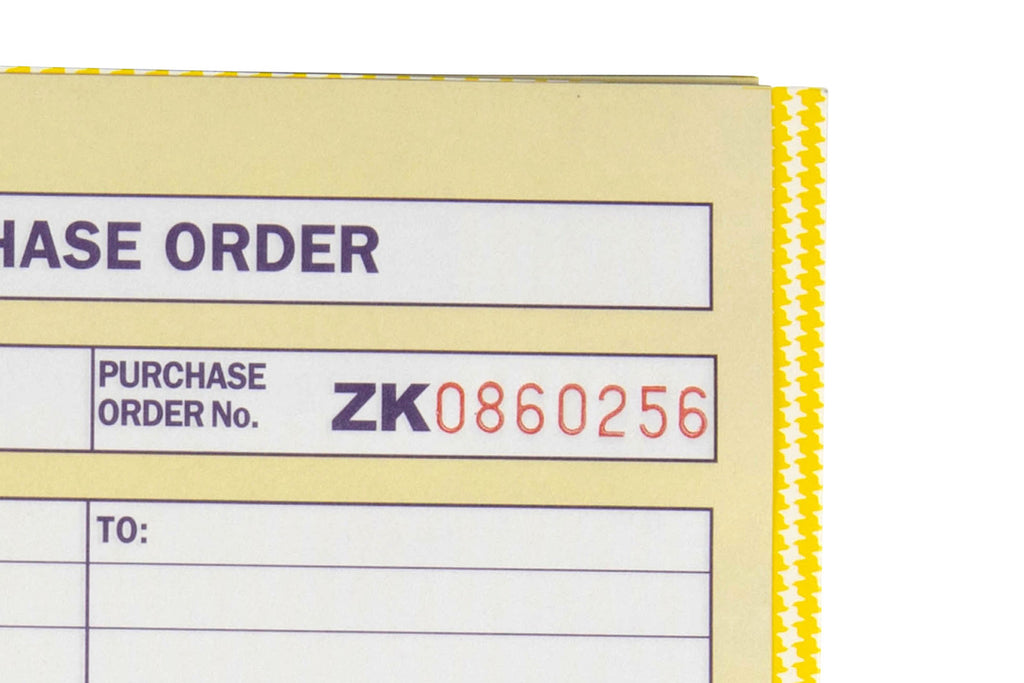 HASE ORDER
PURCHASE
ORDER No.
ZK0860256
TO: